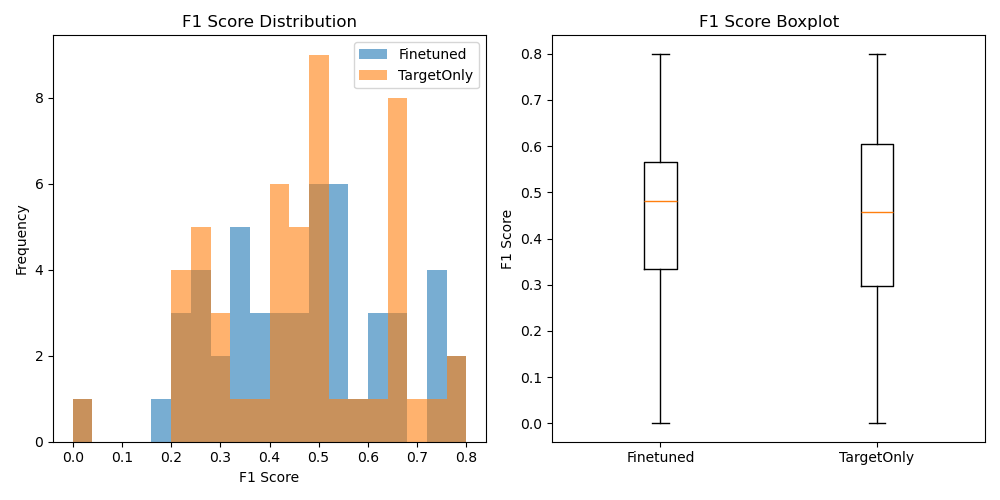 F1 Score Distribution
Finetuned
TargetOnly
Frequency
8
6
4
2
0
0.0 0.1 0.2 0.3 0.4 0.5 0.6 0.7 0.8
F1 Score
F1 Score Boxplot
F1 Score
0.8
0.7
0.6
0.5
0.4
0.3
0.2
0.1
0.0
Finetuned TargetOnly